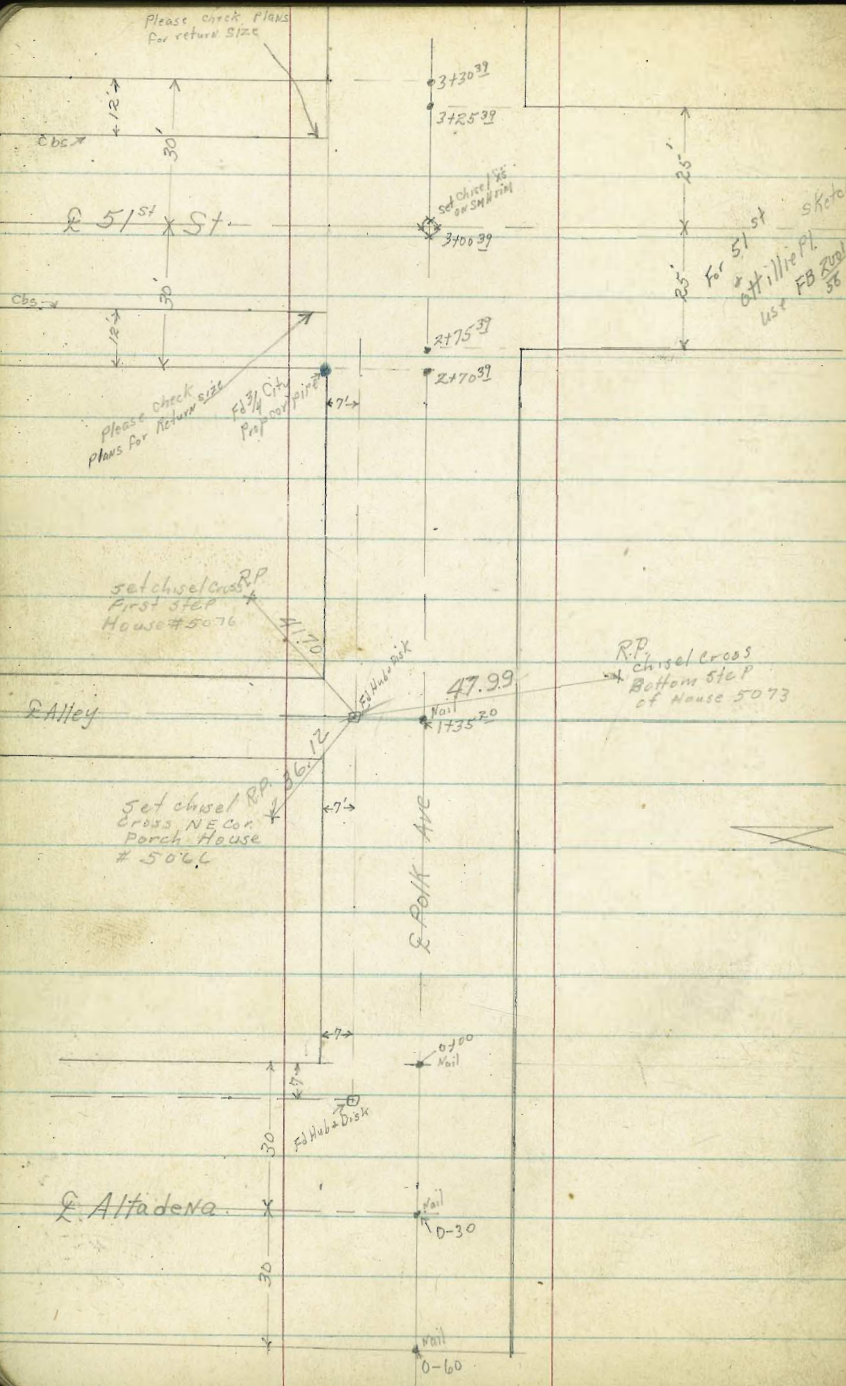 Please check Plans
for return size
3+30 39
12'
3+25 39
Cbs
30'
25'
set chisel
on SMH rim
℄ 51st St.
3+00 39
For 51st
sketc
Ottillie Pl.
use FB
58
25'
Cbs
30'
12'
2+75 39
2+70 39
Please check
Plans for Return size
Fd 3/4 City
Prop cor pipe
7'
R.P.
set chisel Cross
First step
House #5076
41.70
Fd Hub & Disk
47.99
R.P.
chisel Cross
Bottom Step
of House 5073
℄ Alley
Nail
1+35 20
36.12
R.P.
Set chisel
Cross NE Cor.
Porch House
7'
℄ Polk Ave
7
0+00
Nail
7
Fd Hub & Disk
30
℄ Altadena.
Nail
0-30
30
Nail
0-60